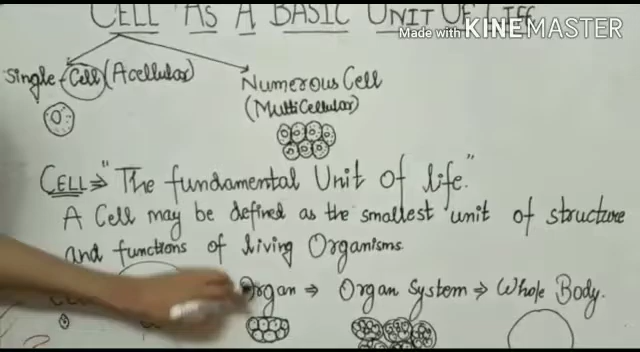 CELL AS A BASIC UNIT OF LIFE
Made with KINEMASTER
Single-Cell (Acellular)
Numerous Cell
(MultiCellular)
CELL ⇒ "The fundamental Unit of life."
A Cell may be defined as the smallest unit of structure
and functions of living Organisms
Organ ⇒ Organ System ⇒ Whole Body.